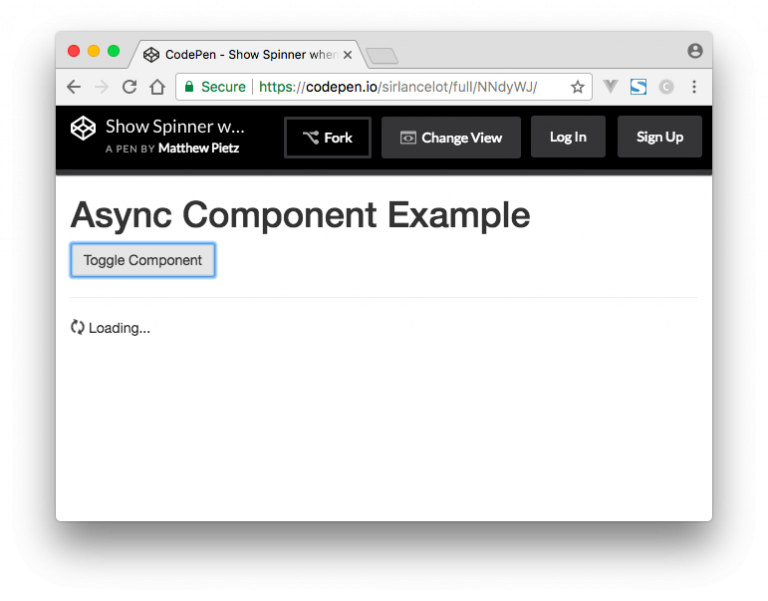 CodePen - Show Spinner when
Secure https://codepen.io/sirlancelot/full/NNdyWJ/
Show Spinner w...
A PEN BY Matthew Pietz
Fork
Change View
Log In
Sign Up
Async Component Example
Toggle Component
Loading...